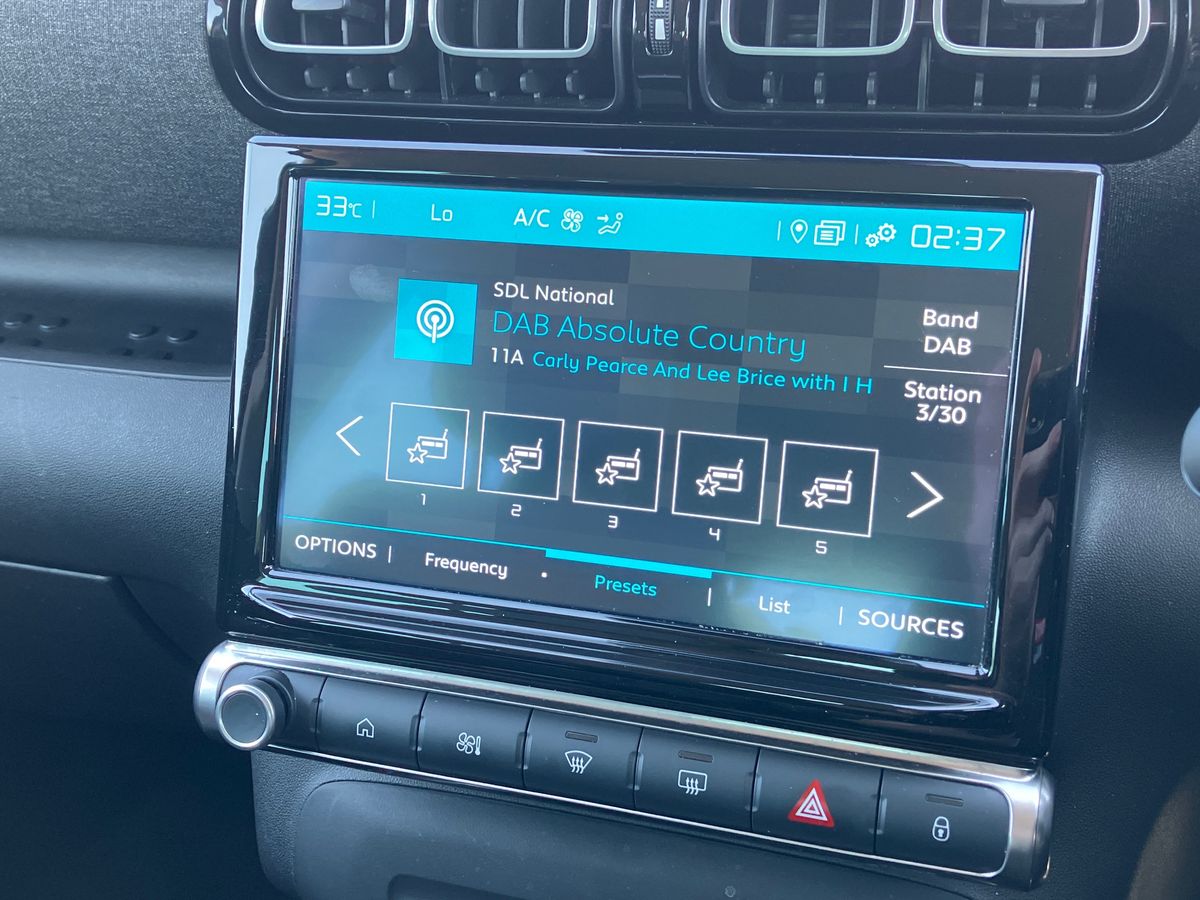 33°C
Lo
A/C
02:37
SDL National
DAB Absolute Country
11A Carly Pearce And Lee Brice with I H
Band
DAB
Station
3/30
1
2
3
4
5
OPTIONS
Frequency
Presets
List
SOURCES